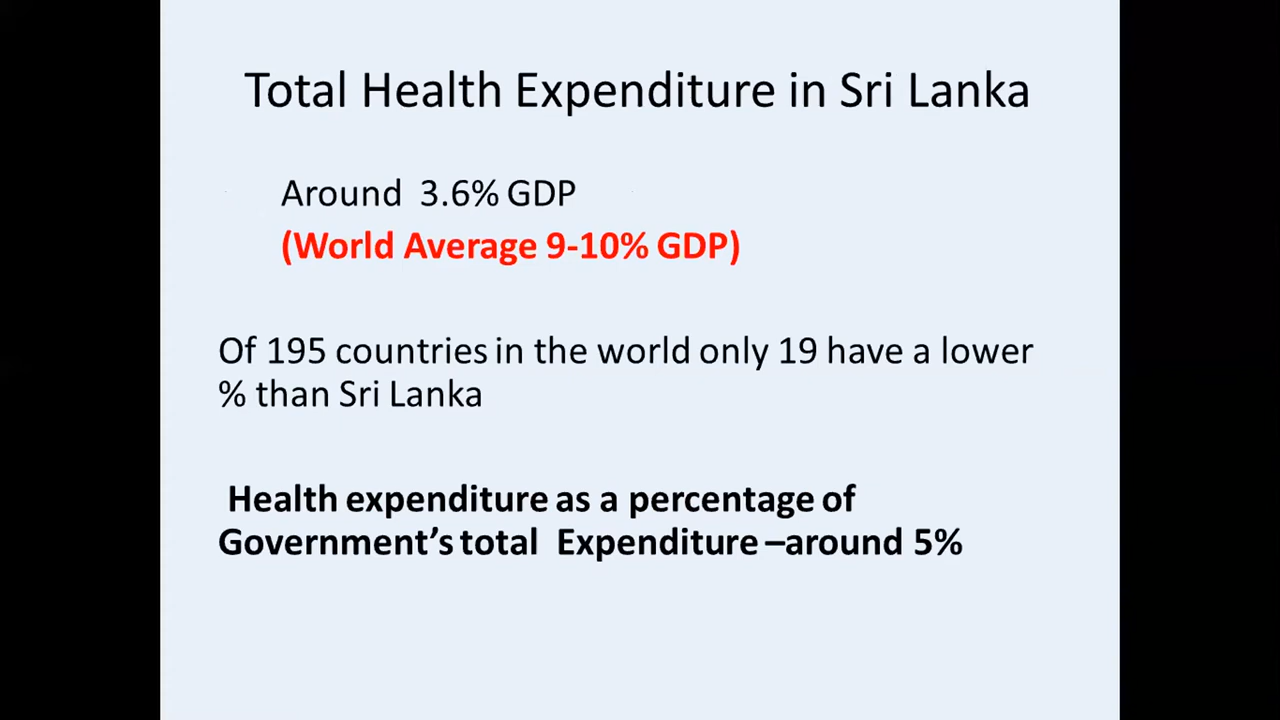 Total Health Expenditure in Sri Lanka
Around 3.6% GDP
(World Average 9-10% GDP)
Of 195 countries in the world only 19 have a lower
% than Sri Lanka
Health expenditure as a percentage of
Government’s total Expenditure –around 5%